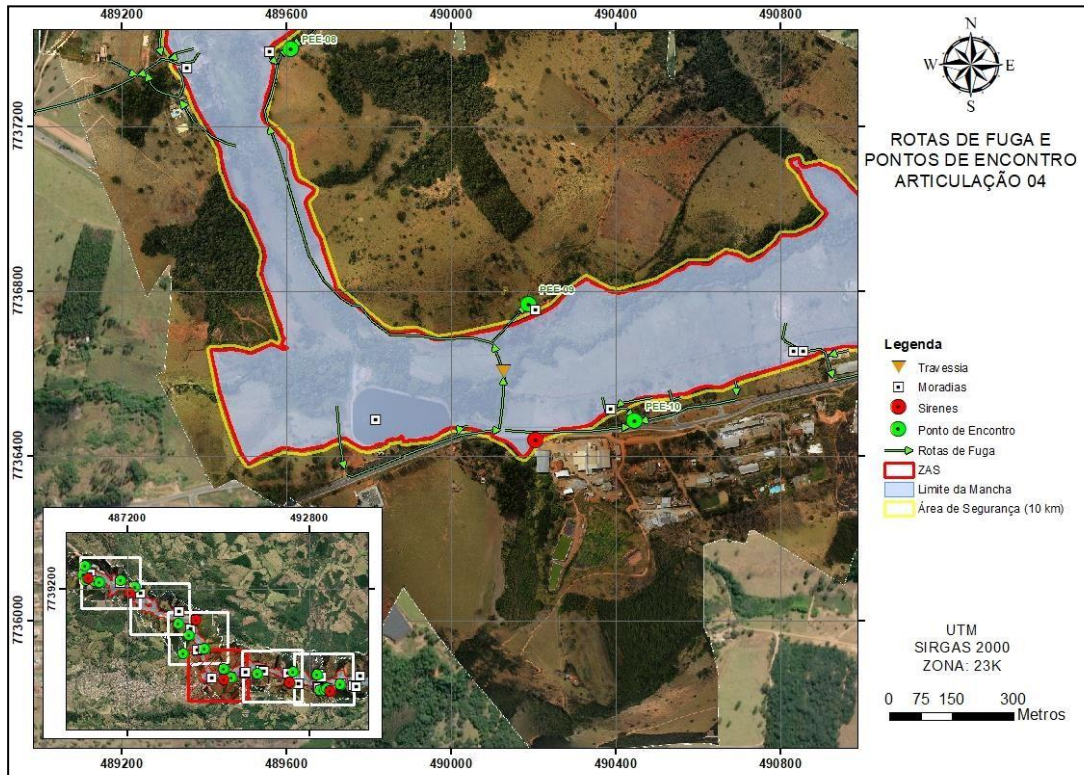 489200 489600 490000 490400 490800
PEE-08
7737200
7736800
7736400
7736000
PEE-09
PEE-10
487200 492800
7739200
489200 489600 490000 490400 490800
N
W E
S
ROTAS DE FUGA E
PONTOS DE ENCONTRO
ARTICULAÇÃO 04
Legenda
Travessia
Moradias
Sirenes
Ponto de Encontro
Rotas de Fuga
ZAS
Limite da Mancha
Área de Segurança (10 km)
UTM
SIRGAS 2000
ZONA: 23K
0 75 150 300
Metros